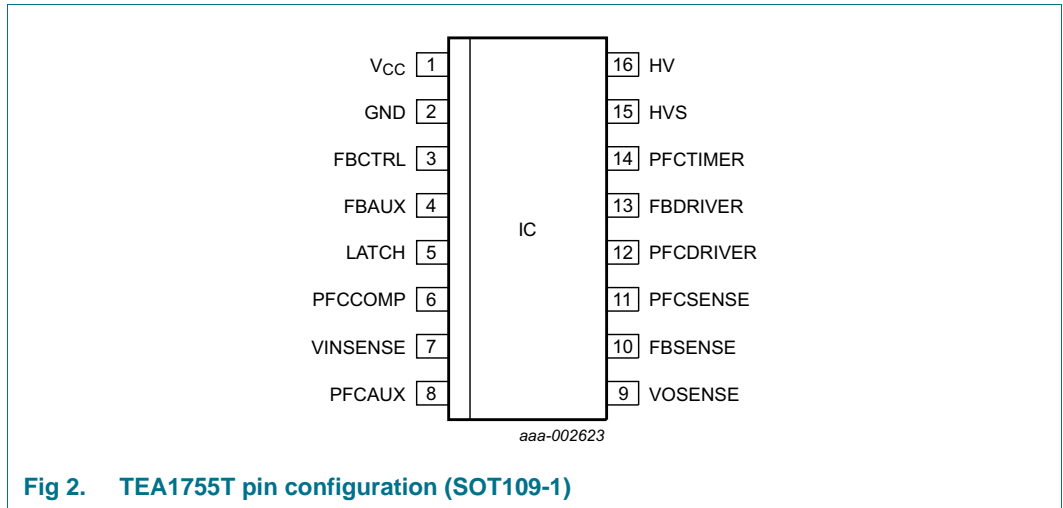 VCC 1
GND 2
FBCTRL 3
FBAUX 4
LATCH 5
PFCCOMP 6
VINSENSE 7
PFCAUX 8
IC
16 HV
15 HVS
14 PFCTIMER
13 FBDRIVER
12 PFCDRIVER
11 PFCSENSE
10 FBSENSE
9 VOSENSE
aaa-002623
Fig 2. TEA1755T pin configuration (SOT109-1)